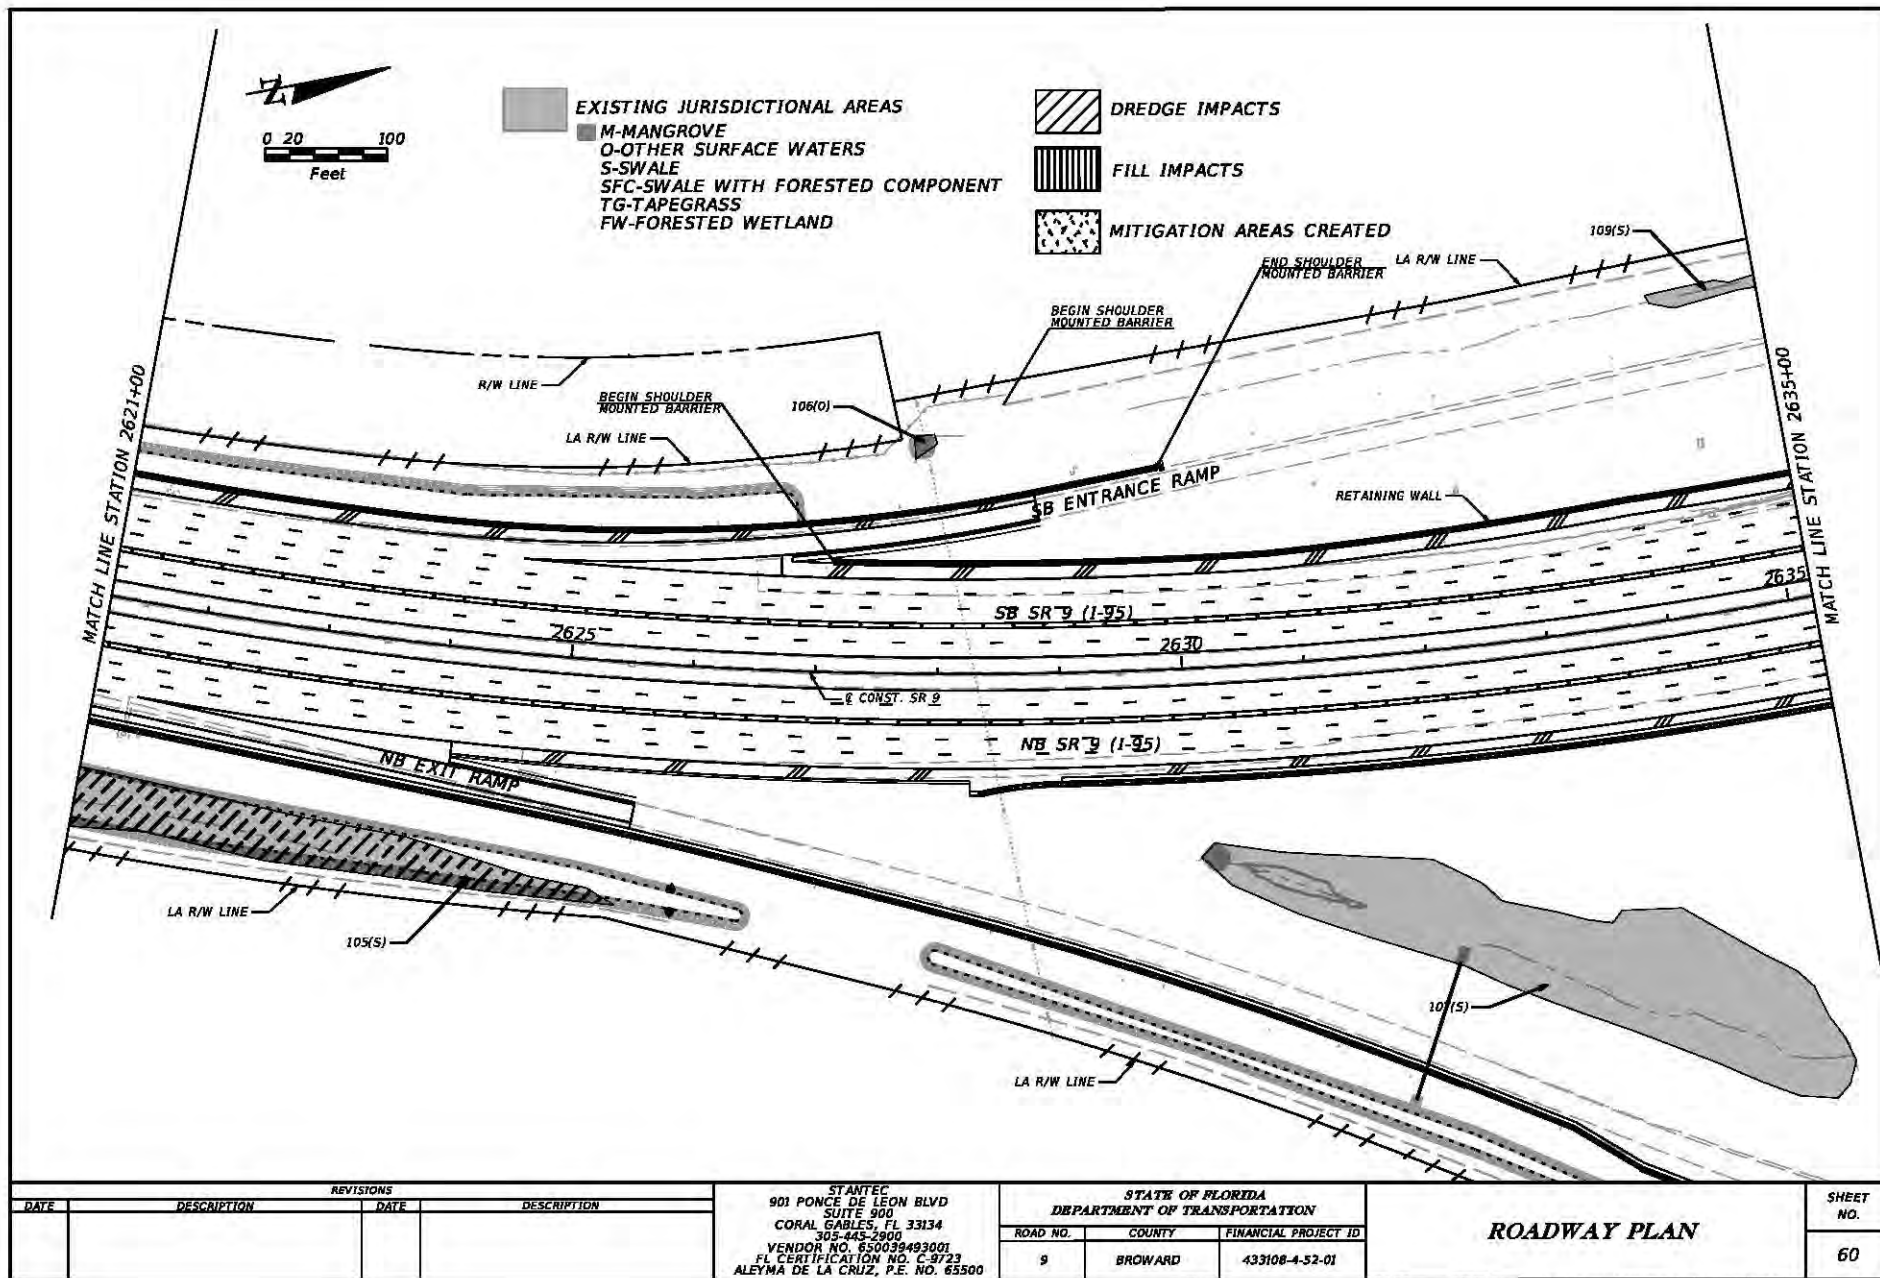 N
0 20 100
Feet
EXISTING JURISDICTIONAL AREAS
M-MANGROVE
O-OTHER SURFACE WATERS
S-SWALE
SFC-SWALE WITH FORESTED COMPONENT
TG-TAPEGRASS
FW-FORESTED WETLAND
DREDGE IMPACTS
FILL IMPACTS
MITIGATION AREAS CREATED
109(S)
END SHOULDER
MOUNTED BARRIER
LA R/W LINE
BEGIN SHOULDER
MOUNTED BARRIER
R/W LINE
BEGIN SHOULDER
MOUNTED BARRIER
106(O)
LA R/W LINE
MATCH LINE STATION 2621+00
MATCH LINE STATION 2635+00
SB ENTRANCE RAMP
RETAINING WALL
2635
SB SR 9 (I-95)
2625
2630
℄ CONST. SR 9
NB SR 9 (I-95)
NB EXIT RAMP
LA R/W LINE
105(S)
(S)
LA R/W LINE
REVISIONS
DATE DESCRIPTION DATE DESCRIPTION
STANTEC
901 PONCE DE LEON BLVD
SUITE 900
CORAL GABLES, FL 33134
305-445-2900
VENDOR NO. 650039493001
FL CERTIFICATION NO. C-9723
ALEYMA DE LA CRUZ, P.E. NO. 65500
STATE OF FLORIDA
DEPARTMENT OF TRANSPORTATION
ROAD NO. COUNTY FINANCIAL PROJECT ID
9 BROWARD 433108-4-52-01
ROADWAY PLAN
SHEET
NO.
60